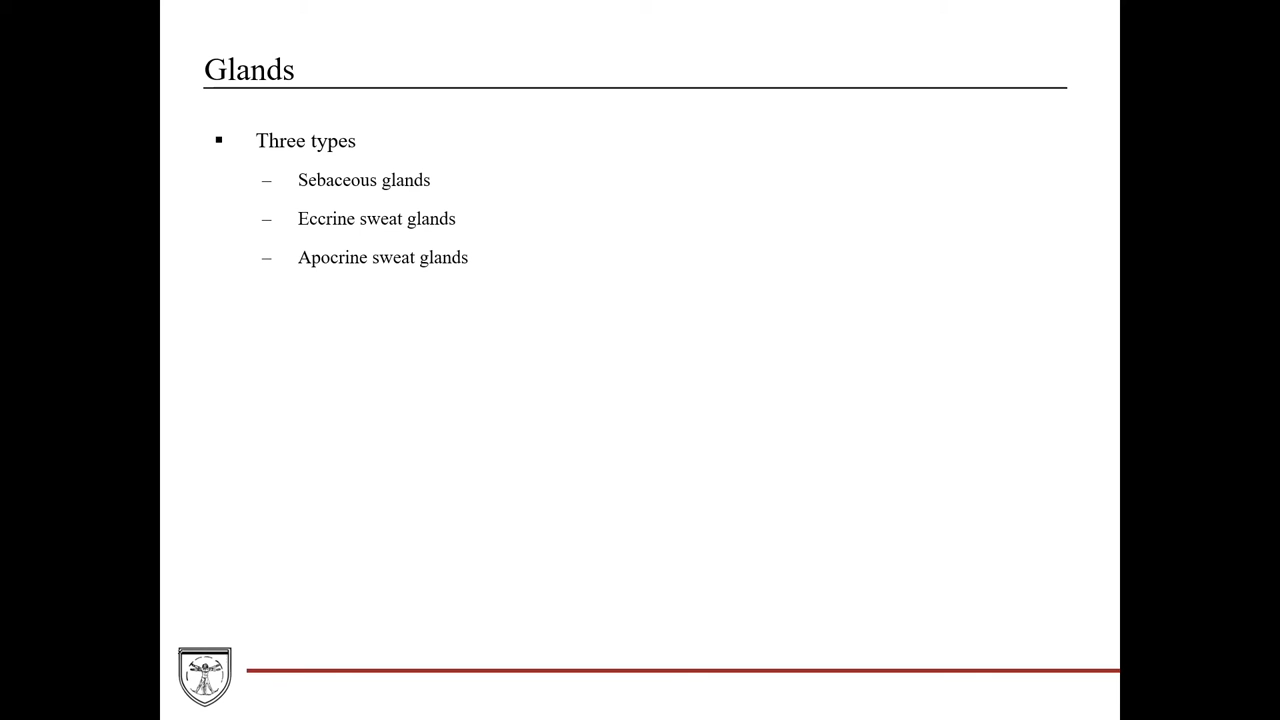 Glands
▪ Three types
– Sebaceous glands
– Eccrine sweat glands
– Apocrine sweat glands